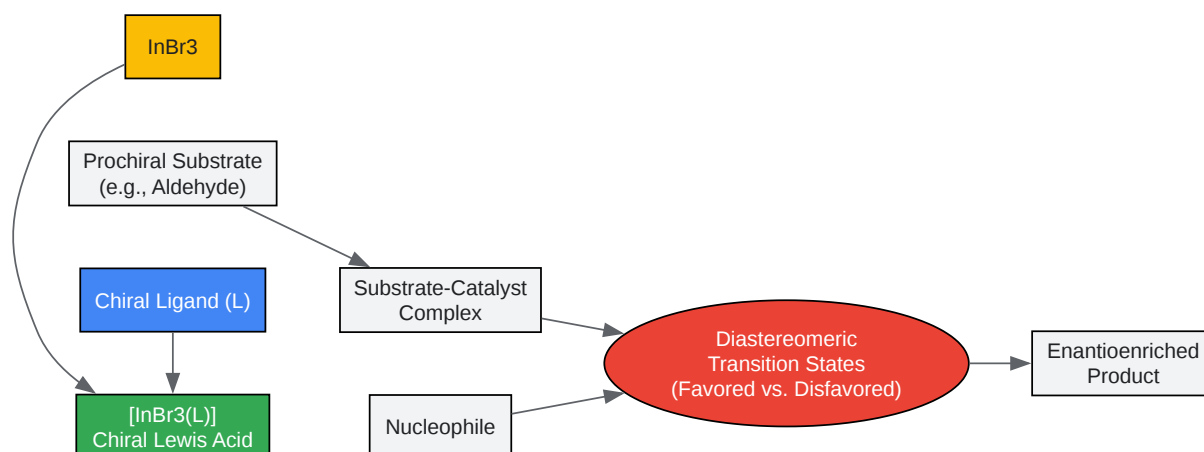 InBr3
Prochiral Substrate
(e.g., Aldehyde)
Chiral Ligand (L)
[InBr3(L)]
Chiral Lewis Acid
Substrate-Catalyst
Complex
Nucleophile
Diastereomeric
Transition States
(Favored vs. Disfavored)
Enantioenriched
Product